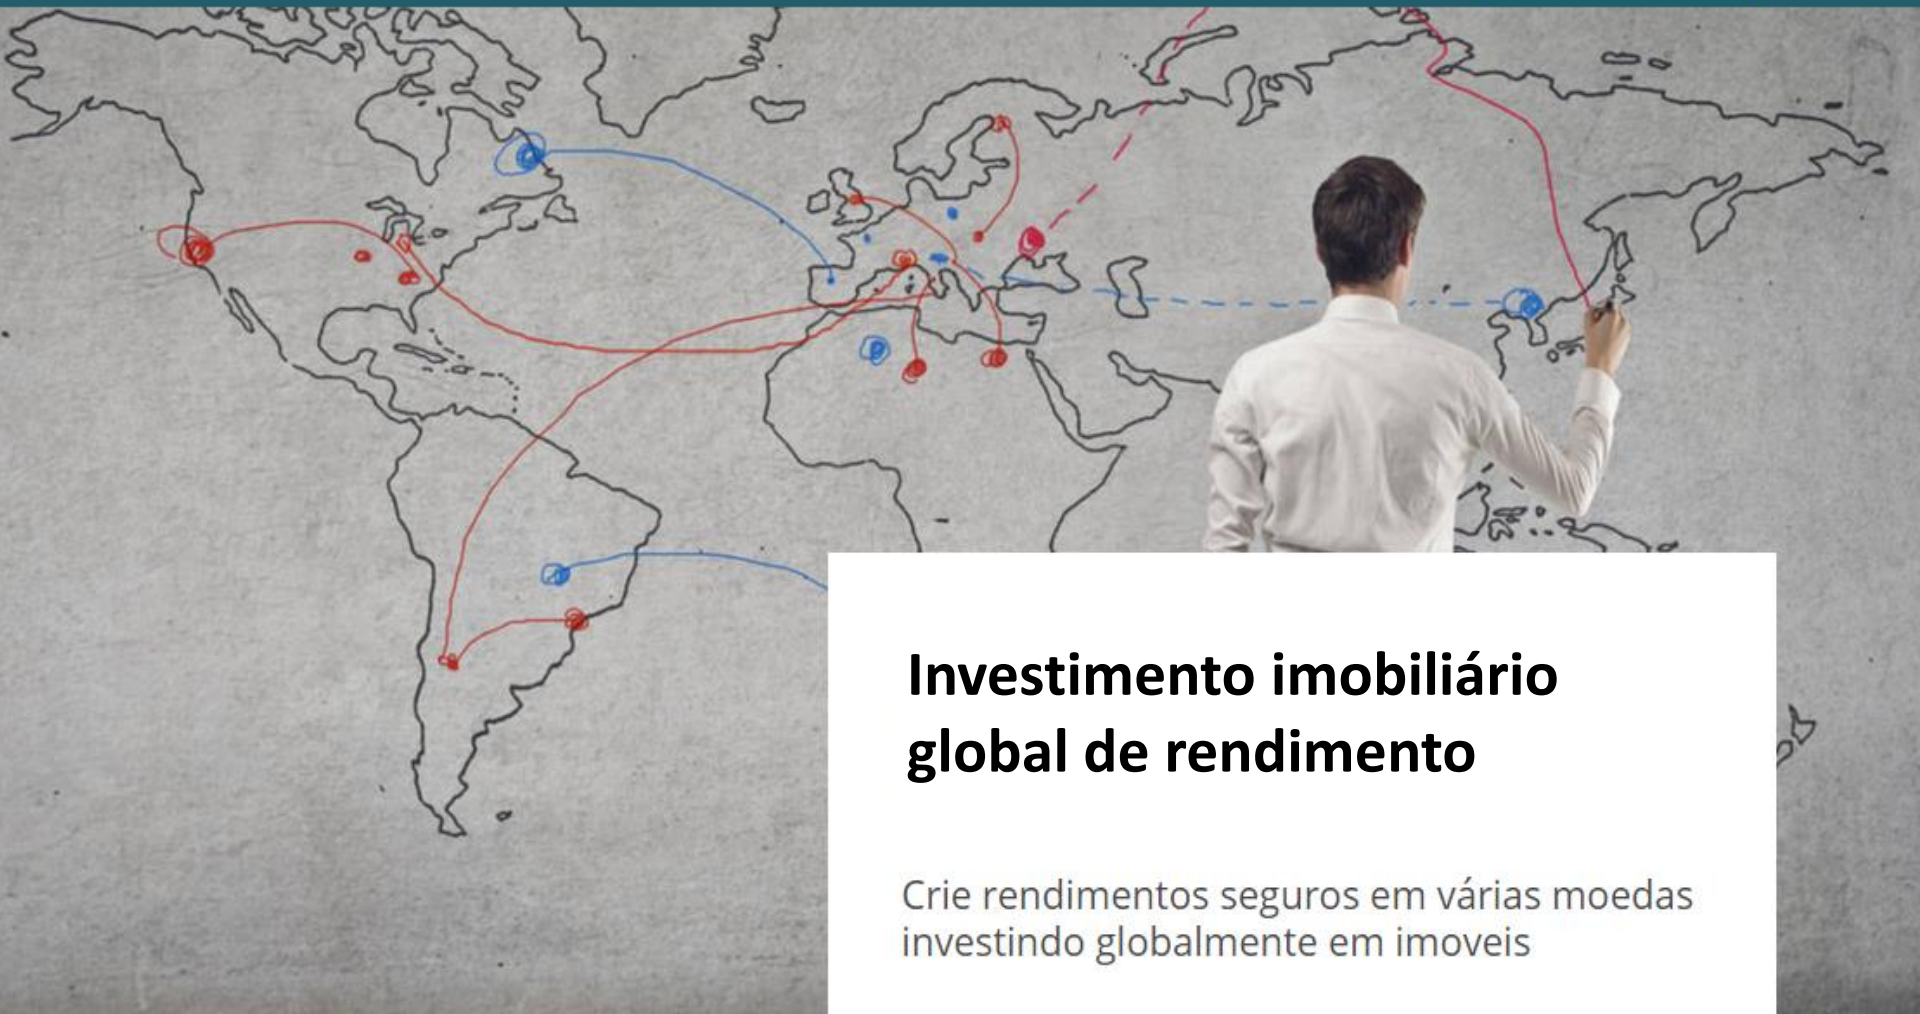 Investimento imobiliário
global de rendimento
Crie rendimentos seguros em várias moedas
investindo globalmente em imoveis